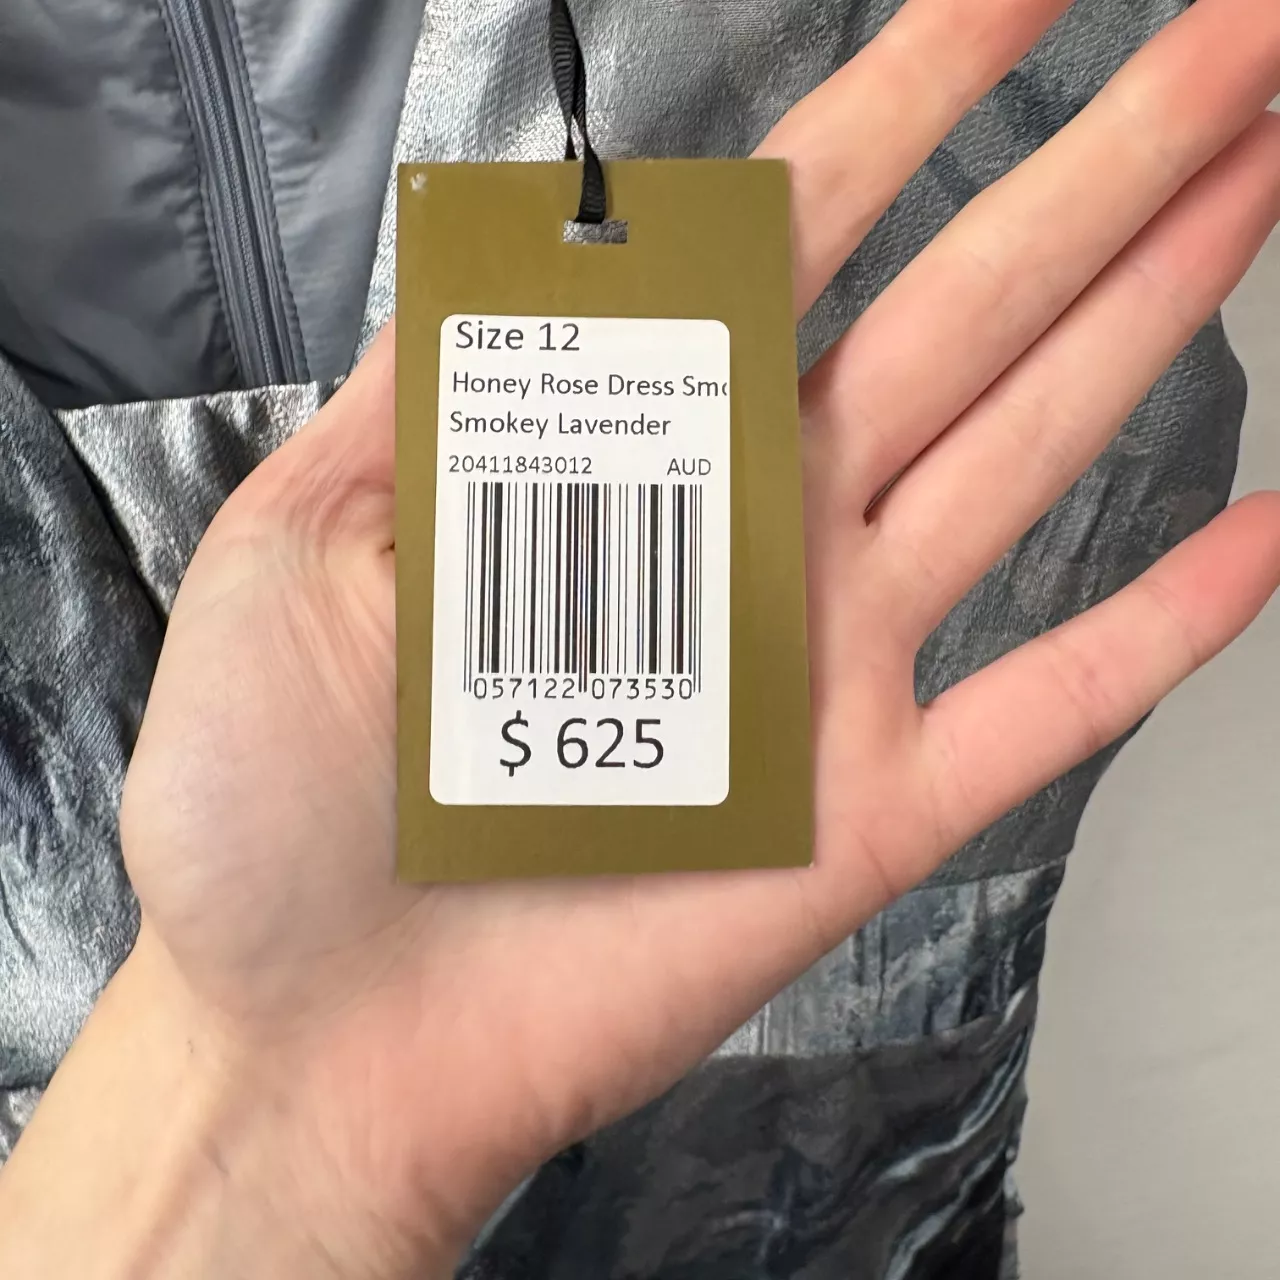 Size 12
Honey Rose Dress Smo
Smokey Lavender
20411843012 AUD
057122 073530
$ 625